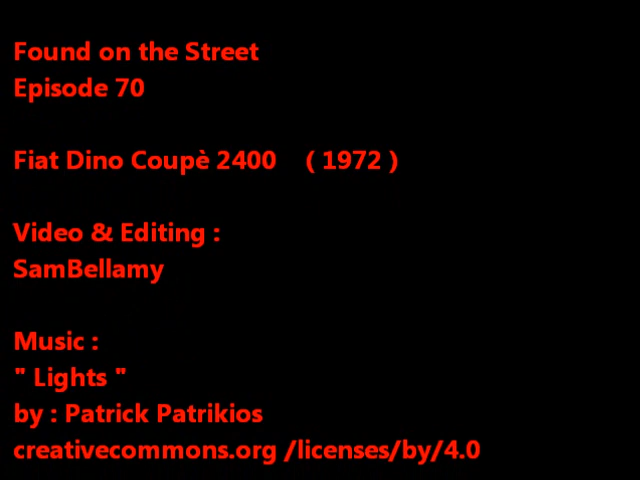 Found on the Street
Episode 70
Fiat Dino Coupè 2400 ( 1972 )
Video & Editing :
SamBellamy
Music :
" Lights "
by : Patrick Patrikios
creativecommons.org /licenses/by/4.0